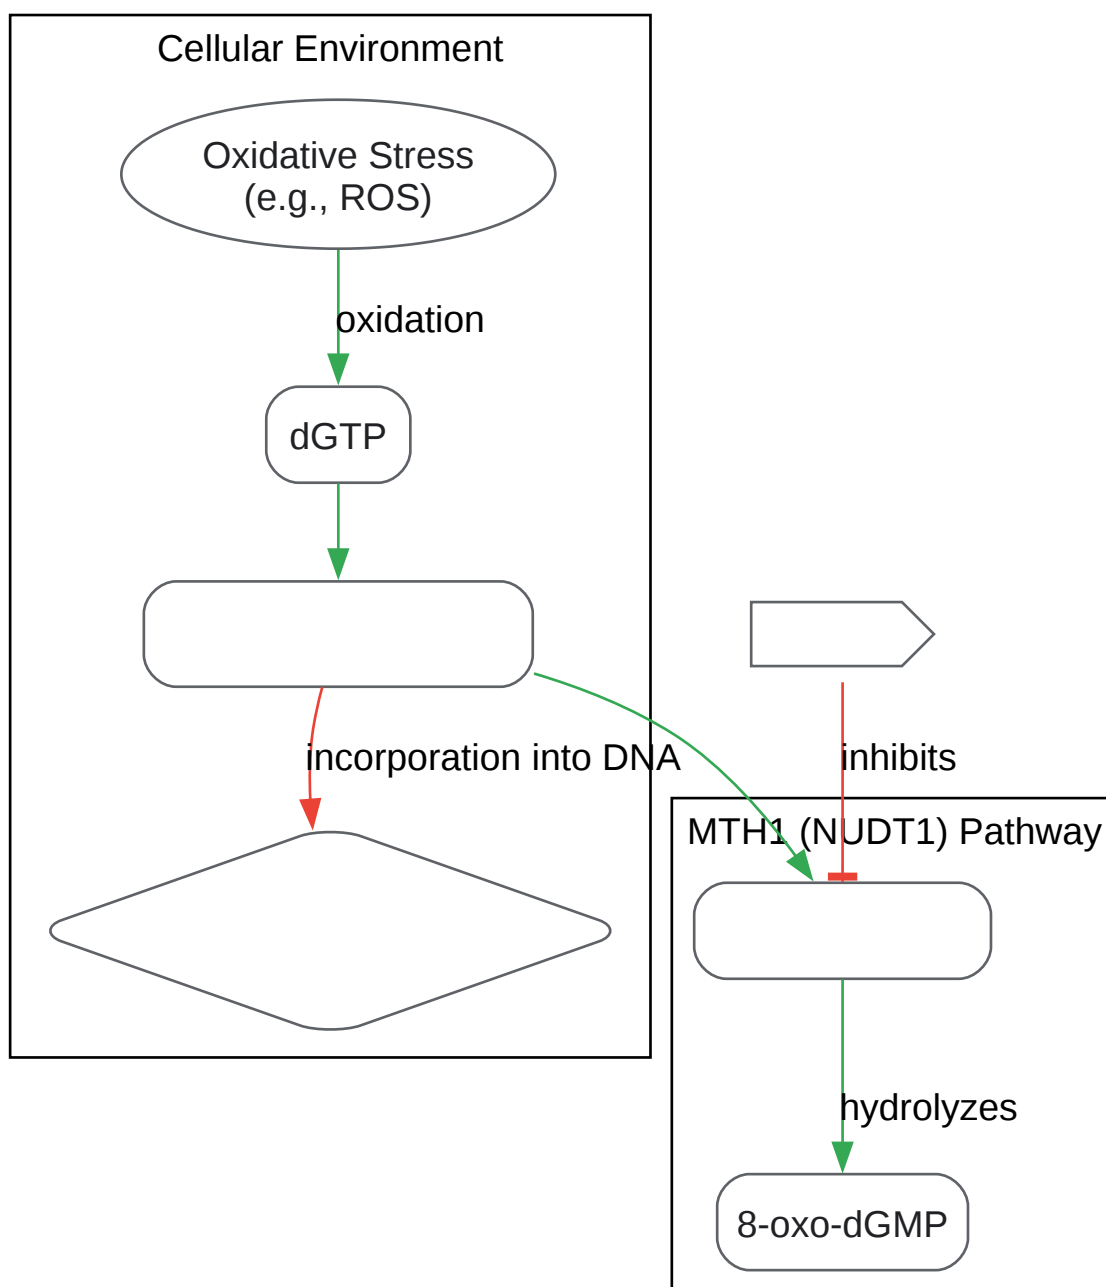 Cellular Environment
Oxidative Stress
(e.g., ROS)
oxidation
dGTP
incorporation into DNA
inhibits
MTH1 (NUDT1) Pathway
hydrolyzes
8-oxo-dGMP